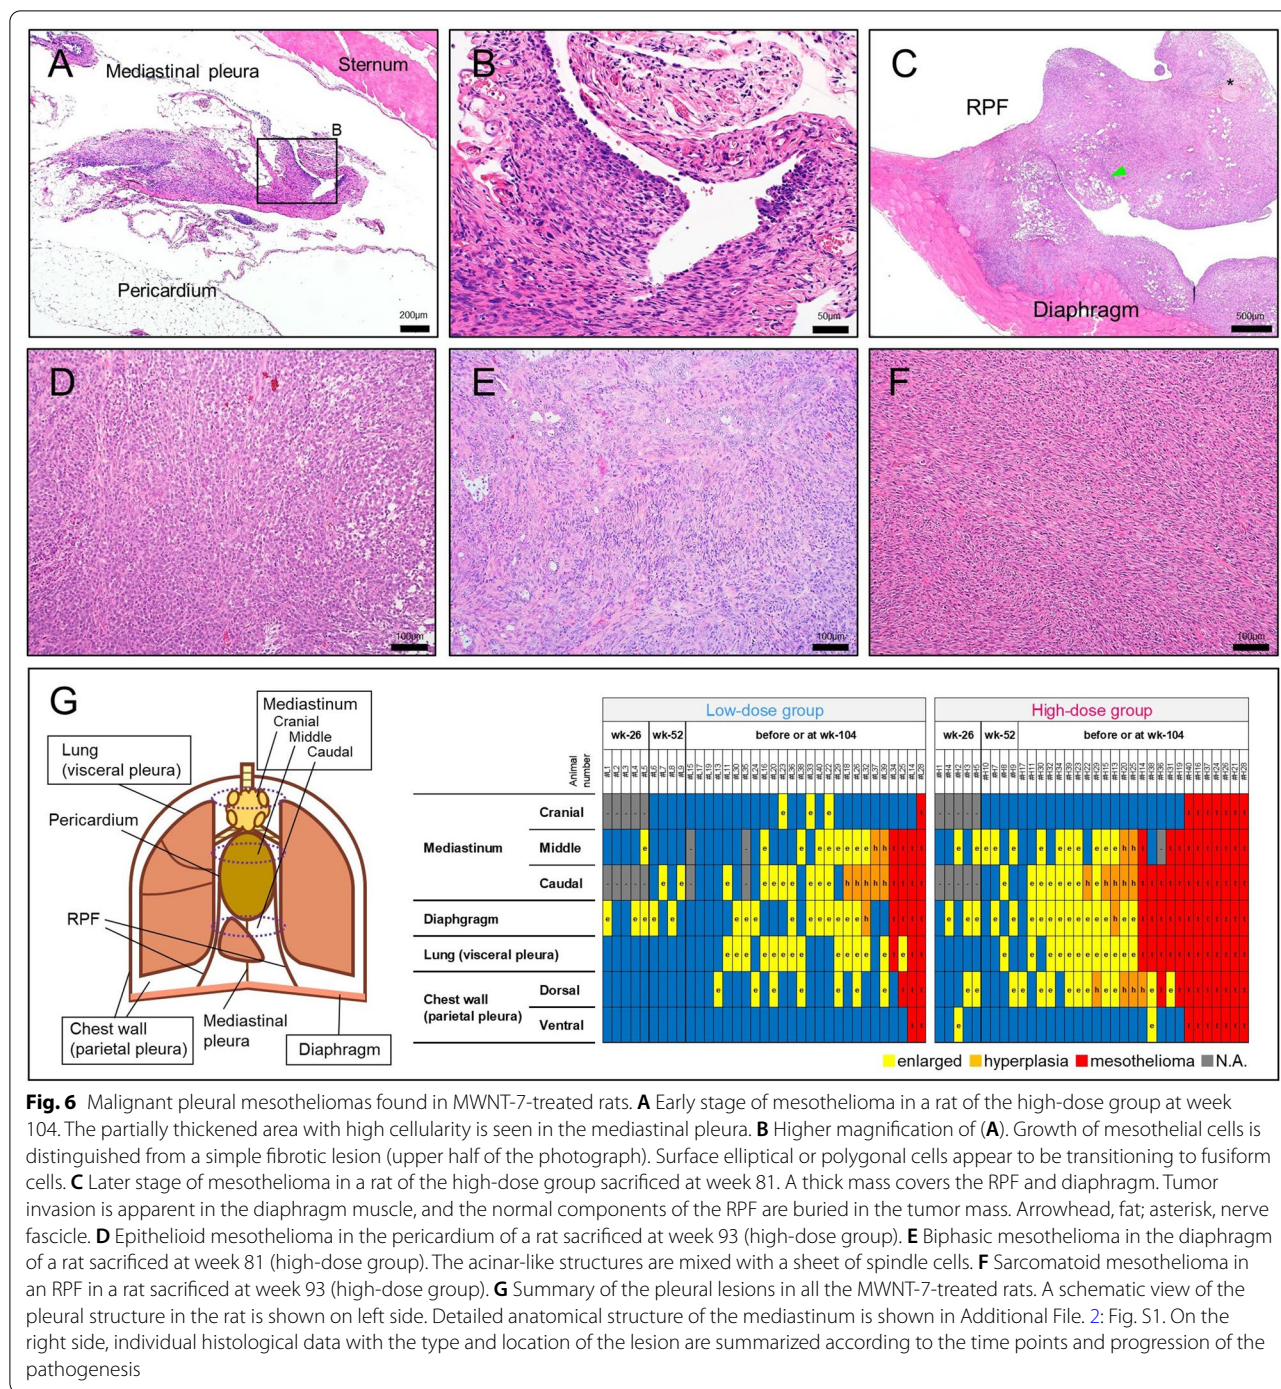 A
Mediastinal pleura
Sternum
B
Pericardium
200µm
B
50µm
C
RPF
*
Diaphragm
500µm
D
100µm
E
100µm
F
100µm
G
Mediastinum
Cranial
Middle
Caudal
Lung
(visceral pleura)
Pericardium
RPF
Chest wall
(parietal pleura)
Mediastinal
pleura
Diaphragm
Low-dose group
High-dose group
wk-26 wk-52 before or at wk-104
wk-26 wk-52 before or at wk-104
Animal
number
Mediastinum
Cranial
Middle
Caudal
Diaphgragm
Lung (visceral pleura)
Chest wall
(parietal pleura)
Dorsal
Ventral
enlarged hyperplasia mesothelioma N.A.
Fig. 6 Malignant pleural mesotheliomas found in MWNT-7-treated rats. A Early stage of mesothelioma in a rat of the high-dose group at week
104. The partially thickened area with high cellularity is seen in the mediastinal pleura. B Higher magnification of (A). Growth of mesothelial cells is
distinguished from a simple fibrotic lesion (upper half of the photograph). Surface elliptical or polygonal cells appear to be transitioning to fusiform
cells. C Later stage of mesothelioma in a rat of the high-dose group sacrificed at week 81. A thick mass covers the RPF and diaphragm. Tumor
invasion is apparent in the diaphragm muscle, and the normal components of the RPF are buried in the tumor mass. Arrowhead, fat; asterisk, nerve
fascicle. D Epithelioid mesothelioma in the pericardium of a rat sacrificed at week 93 (high-dose group). E Biphasic mesothelioma in the diaphragm
of a rat sacrificed at week 81 (high-dose group). The acinar-like structures are mixed with a sheet of spindle cells. F Sarcomatoid mesothelioma in
an RPF in a rat sacrificed at week 93 (high-dose group). G Summary of the pleural lesions in all the MWNT-7-treated rats. A schematic view of the
pleural structure in the rat is shown on left side. Detailed anatomical structure of the mediastinum is shown in Additional File. 2: Fig. S1. On the
right side, individual histological data with the type and location of the lesion are summarized according to the time points and progression of the
pathogenesis